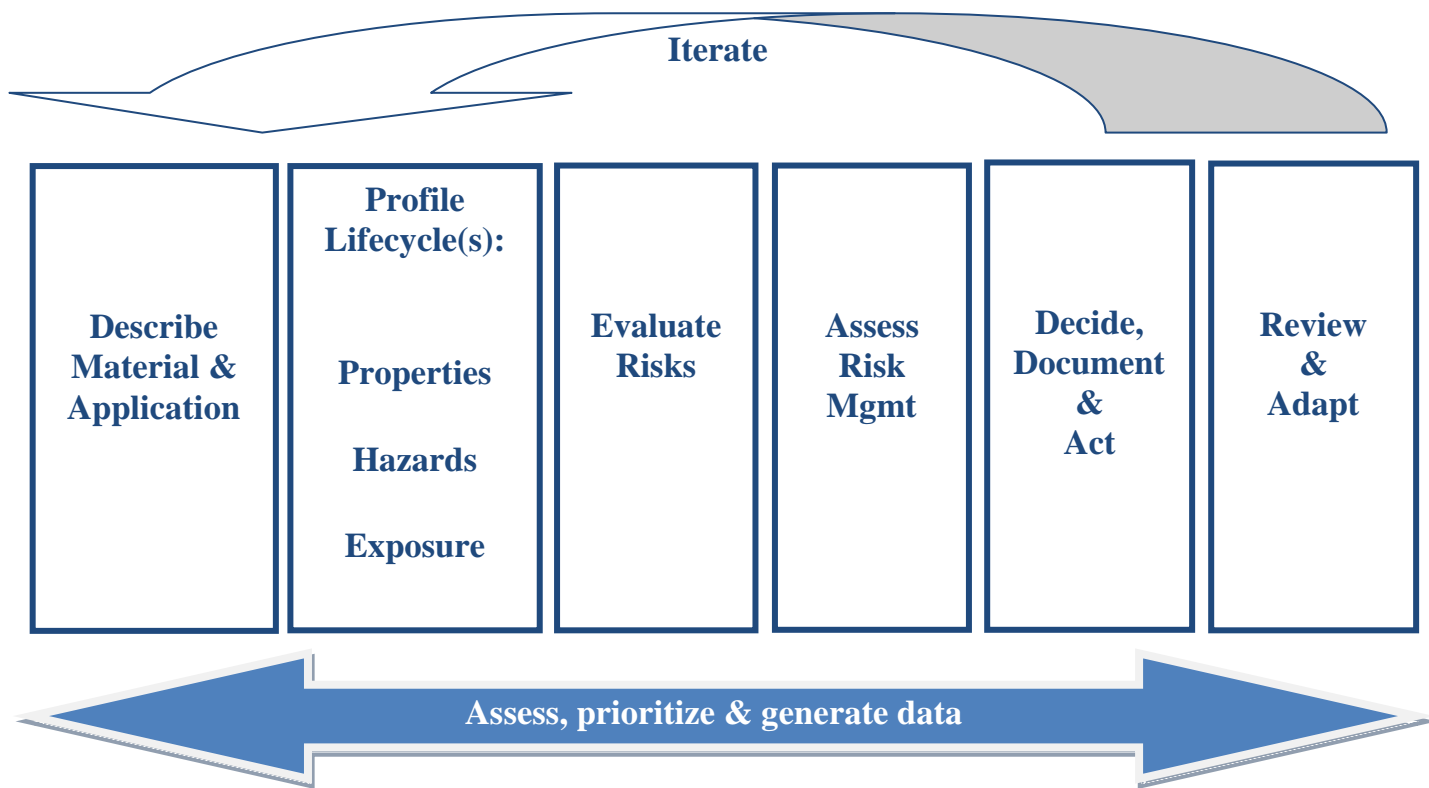 Iterate
Describe
Material &
Application
Profile
Lifecycle(s):
Properties
Hazards
Exposure
Evaluate
Risks
Assess
Risk
Mgmt
Decide,
Document
&
Act
Review
&
Adapt
Assess, prioritize & generate data